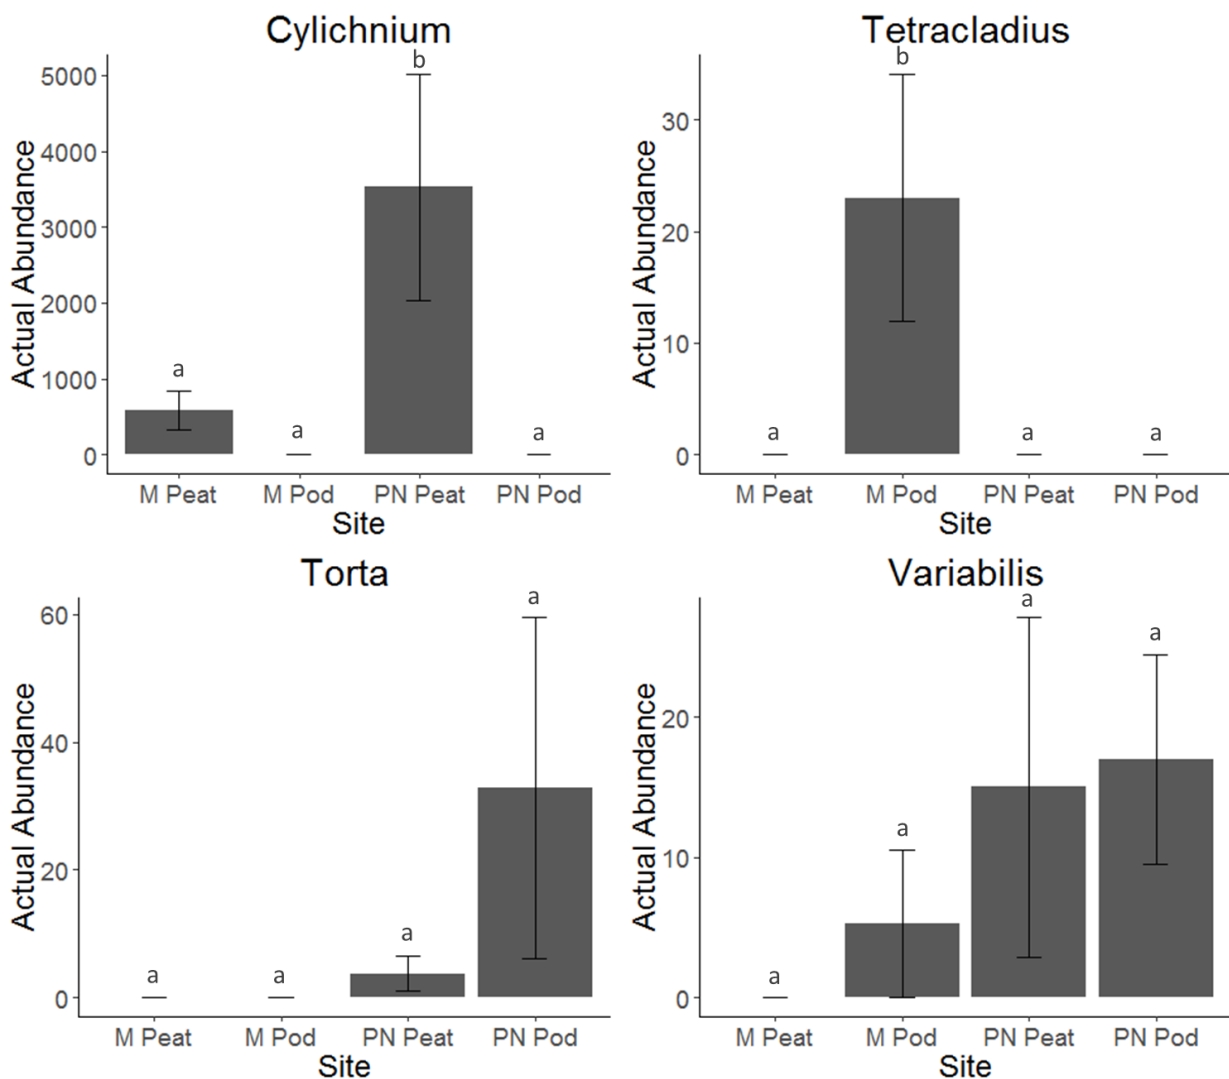 Cylichnium
Actual Abundance
5000
4000
3000
2000
1000
0
a
a
b
a
M Peat
M Pod
PN Peat
PN Pod
Site
Tetracladius
Actual Abundance
30
20
10
0
a
b
a
a
M Peat
M Pod
PN Peat
PN Pod
Site
Torta
Actual Abundance
60
40
20
0
a
a
a
a
M Peat
M Pod
PN Peat
PN Pod
Site
Variabilis
Actual Abundance
20
10
0
a
a
a
a
M Peat
M Pod
PN Peat
PN Pod
Site